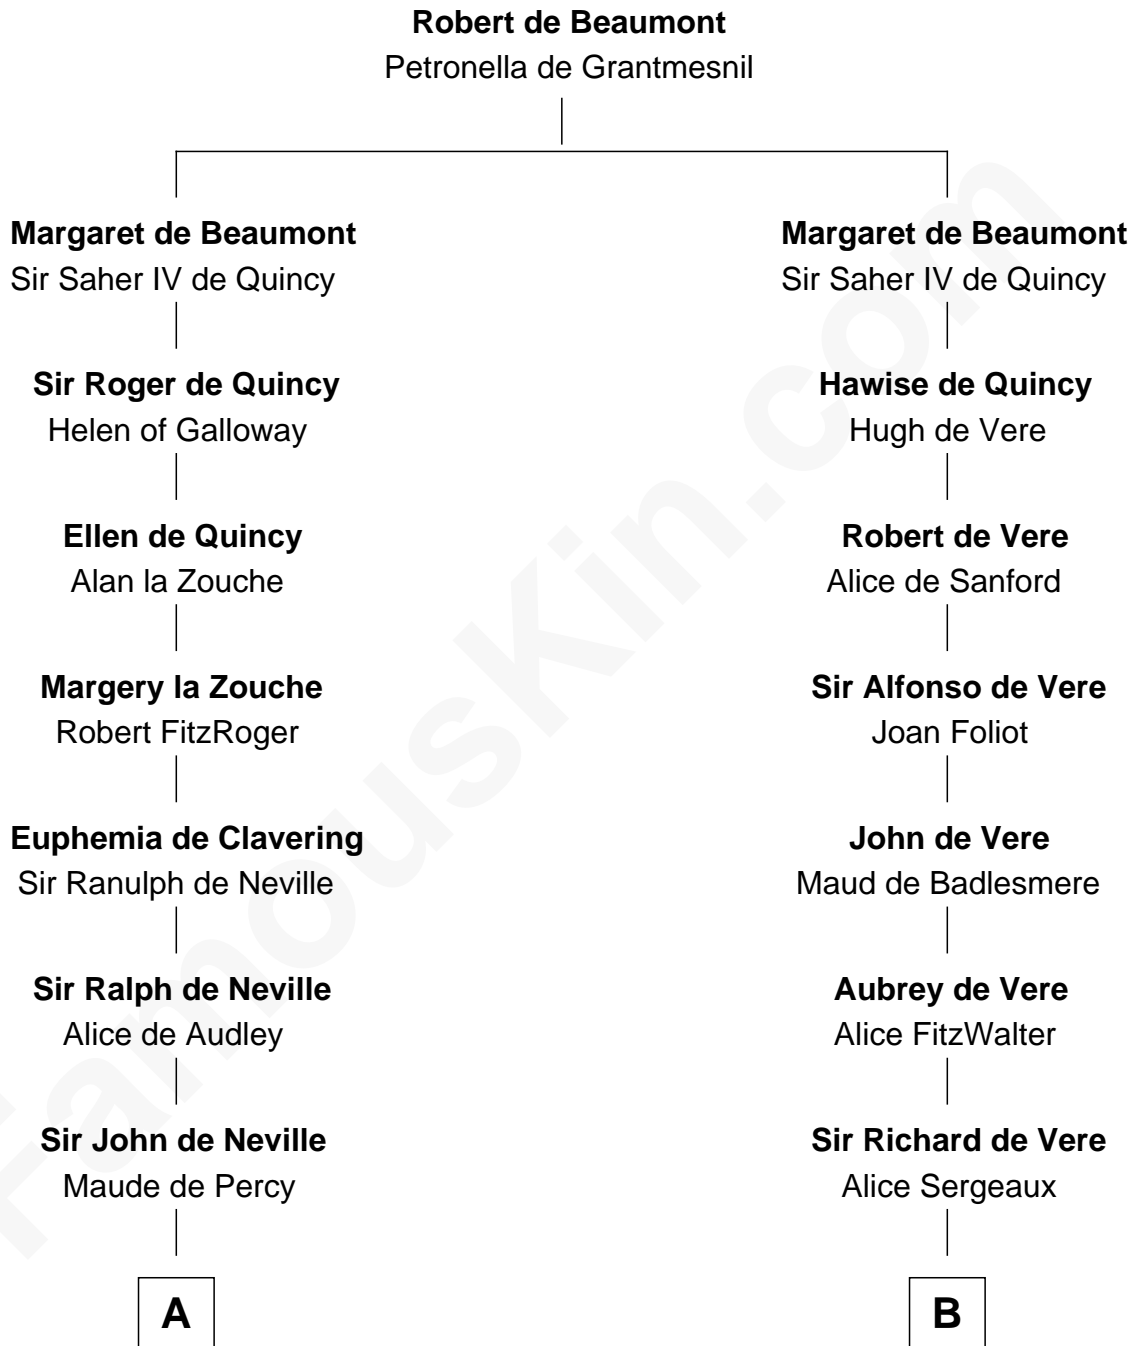 Robert de Beaumont
Petronella de Grantmesnil
Margaret de Beaumont
Sir Saher IV de Quincy
Sir Roger de Quincy
Helen of Galloway
Ellen de Quincy
Alan la Zouche
Margery la Zouche
Robert FitzRoger
Euphemia de Clavering
Sir Ranulph de Neville
Sir Ralph de Neville
Alice de Audley
Sir John de Neville
Maude de Percy
A
Margaret de Beaumont
Sir Saher IV de Quincy
Hawise de Quincy
Hugh de Vere
Robert de Vere
Alice de Sanford
Sir Alfonso de Vere
Joan Foliot
John de Vere
Maud de Badlesmere
Aubrey de Vere
Alice FitzWalter
Sir Richard de Vere
Alice Sergeaux
B
FamousKin.com